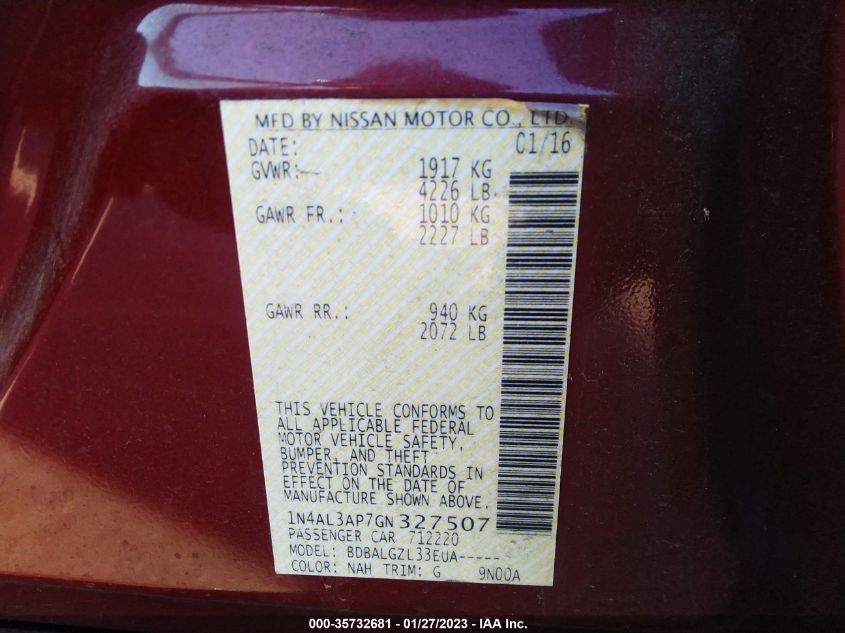 MFD BY NISSAN MOTOR CO., LTD.
DATE: 01/16
GVWR: 1917 KG
4226 LB
GAWR FR.: 1010 KG
2227 LB
GAWR RR.: 940 KG
2072 LB
THIS VEHICLE CONFORMS TO
ALL APPLICABLE FEDERAL
MOTOR VEHICLE SAFETY,
BUMPER, AND THEFT
PREVENTION STANDARDS IN
EFFECT ON THE DATE OF
MANUFACTURE SHOWN ABOVE.
1N4AL3AP7GN327507
PASSENGER CAR 712220
MODEL: BDBALGZL33EUA-----
COLOR: NAH TRIM: G 9N00A
000-35732681 - 01/27/2023 - IAA Inc.